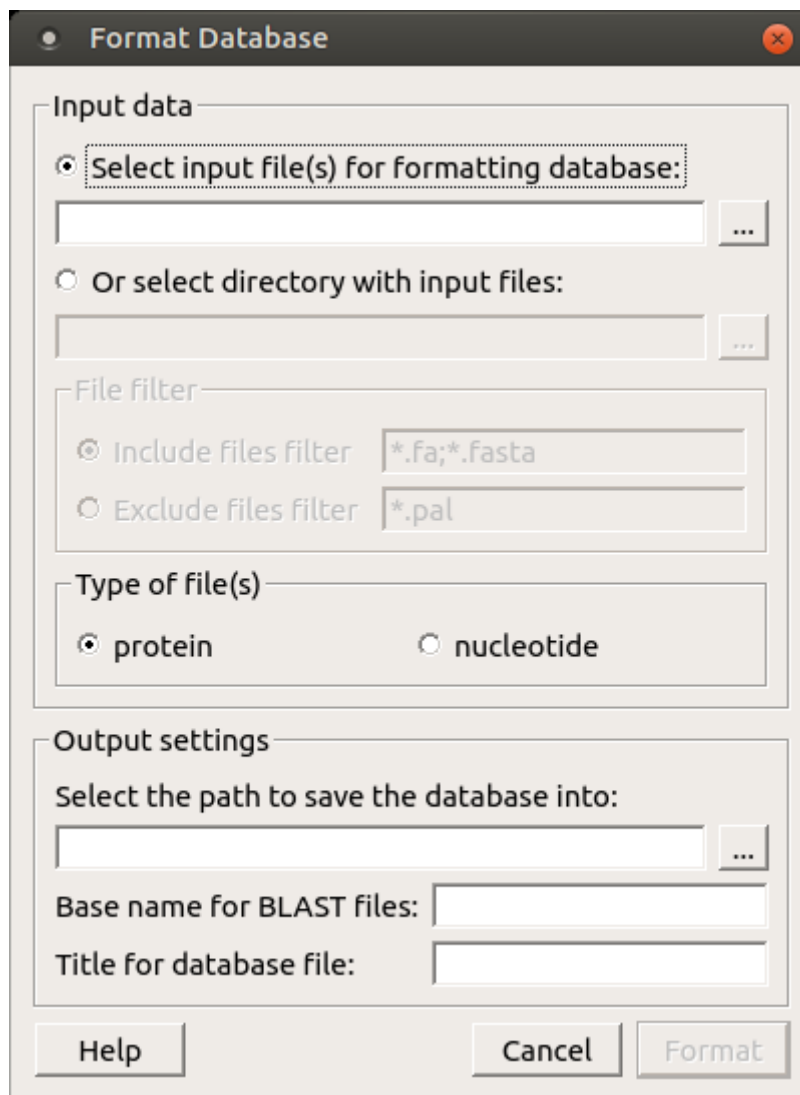 Format Database
Input data
Select input file(s) for formatting database:
...
Or select directory with input files:
...
File filter
Include files filter *.fa;*.fasta
Exclude files filter *.pal
Type of file(s)
protein nucleotide
Output settings
Select the path to save the database into:
...
Base name for BLAST files:
Title for database file:
Help Cancel Format